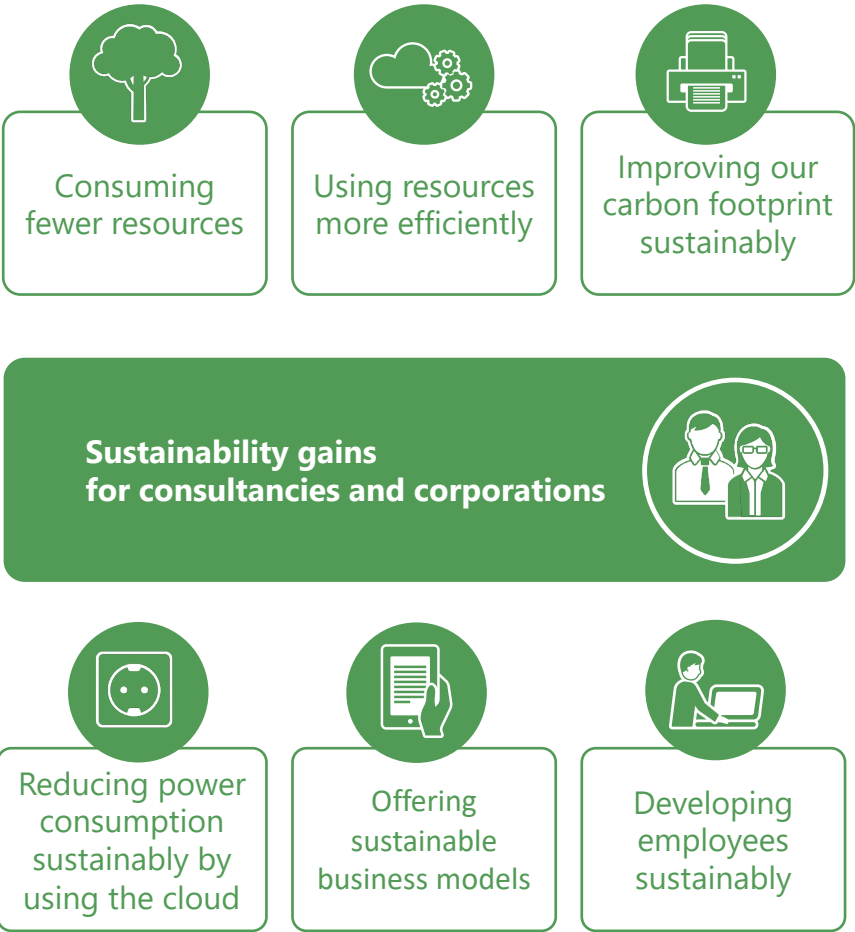 Consuming
fewer resources
Using resources
more efficiently
Improving our
carbon footprint
sustainably
Sustainability gains
for consultancies and corporations
Reducing power
consumption
sustainably by
using the cloud
Offering
sustainable
business models
Developing
employees
sustainably